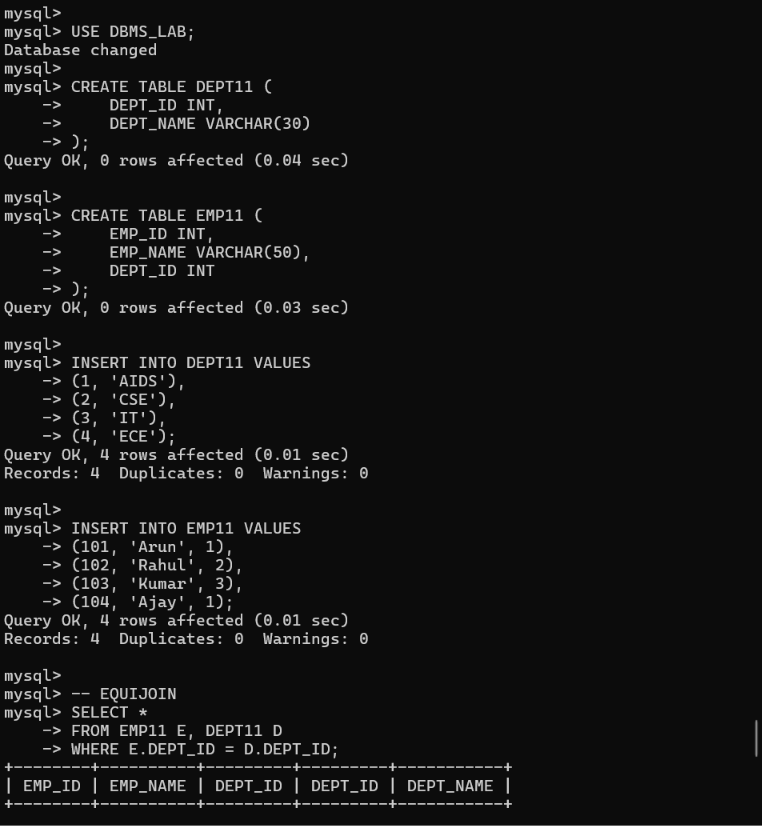 mysql>
mysql> USE DBMS_LAB;
Database changed
mysql>
mysql> CREATE TABLE DEPT11 (
    ->     DEPT_ID INT,
    ->     DEPT_NAME VARCHAR(30)
    -> );
Query OK, 0 rows affected (0.04 sec)

mysql>
mysql> CREATE TABLE EMP11 (
    ->     EMP_ID INT,
    ->     EMP_NAME VARCHAR(50),
    ->     DEPT_ID INT
    -> );
Query OK, 0 rows affected (0.03 sec)

mysql>
mysql> INSERT INTO DEPT11 VALUES
    -> (1, 'AIDS'),
    -> (2, 'CSE'),
    -> (3, 'IT'),
    -> (4, 'ECE');
Query OK, 4 rows affected (0.01 sec)
Records: 4  Duplicates: 0  Warnings: 0

mysql>
mysql> INSERT INTO EMP11 VALUES
    -> (101, 'Arun', 1),
    -> (102, 'Rahul', 2),
    -> (103, 'Kumar', 3),
    -> (104, 'Ajay', 1);
Query OK, 4 rows affected (0.01 sec)
Records: 4  Duplicates: 0  Warnings: 0

mysql>
mysql> -- EQUIJOIN
mysql> SELECT *
    -> FROM EMP11 E, DEPT11 D
    -> WHERE E.DEPT_ID = D.DEPT_ID;
+--------+----------+---------+---------+-----------+
| EMP_ID | EMP_NAME | DEPT_ID | DEPT_ID | DEPT_NAME |
+--------+----------+---------+---------+-----------+